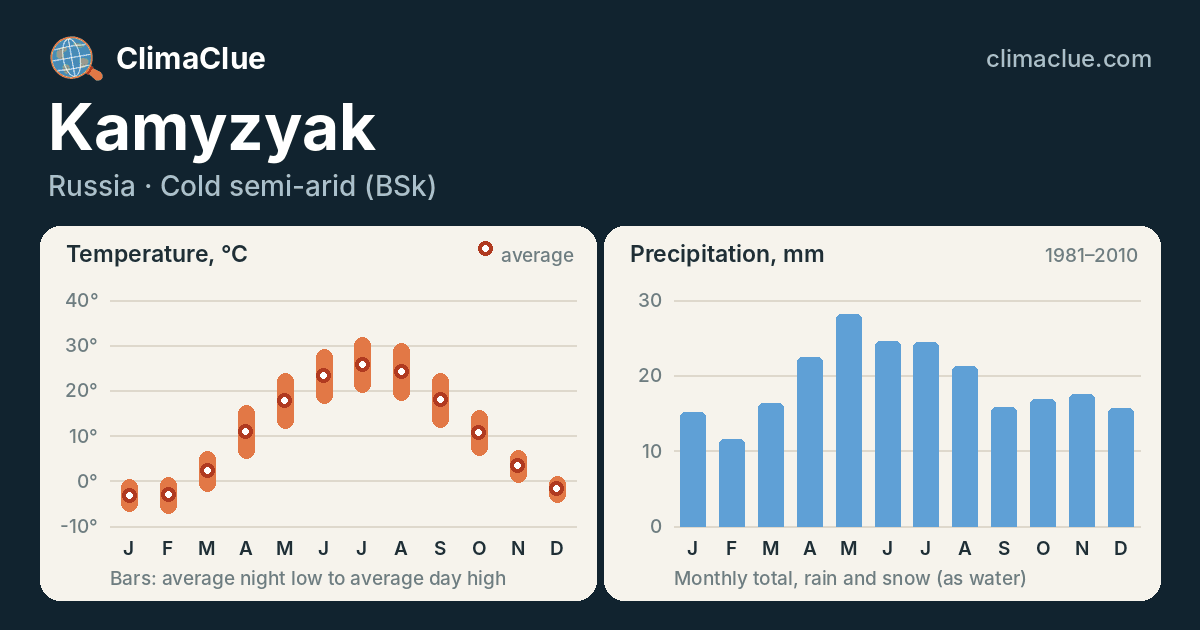 ClimaClue
climaclue.com
Kamyzyak
Russia · Cold semi-arid (BSk)
Temperature, °C
average
40°
30°
20°
10°
0°
-10°
J F M A M J J A S O N D
Bars: average night low to average day high
Precipitation, mm
1981–2010
30
20
10
0
J F M A M J J A S O N D
Monthly total, rain and snow (as water)